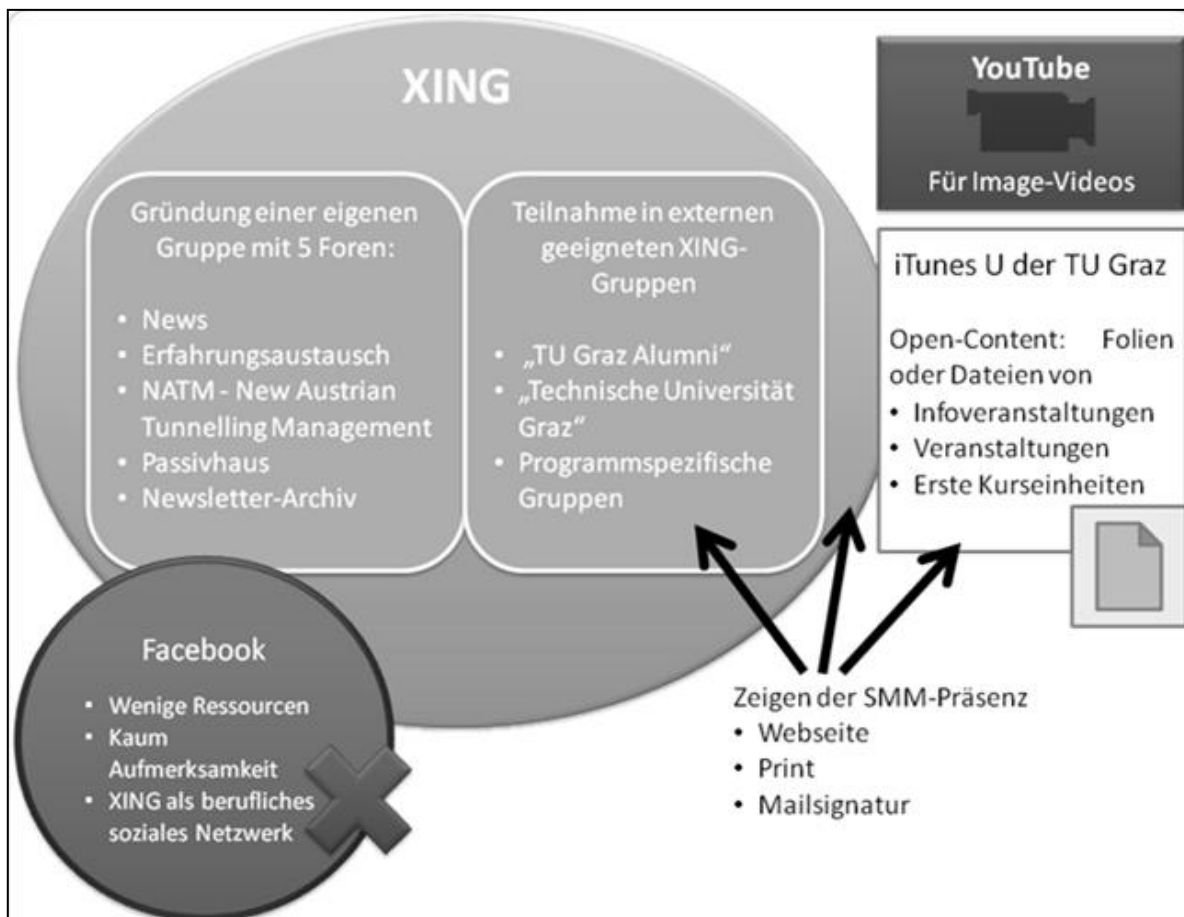 XING
Gründung einer eigenen
Gruppe mit 5 Foren:
• News
• Erfahrungsaustausch
• NATM - New Austrian
Tunnelling Management
• Passivhaus
• Newsletter-Archiv
Teilnahme in externen
geeigneten XING-
Gruppen
• „TU Graz Alumni“
• „Technische Universität
Graz“
• Programmspezifische
Gruppen
YouTube
Für Image-Videos
iTunes U der TU Graz
Open-Content: Folien
oder Dateien von
• Infoveranstaltungen
• Veranstaltungen
• Erste Kurseinheiten
Facebook
• Wenige Ressourcen
• Kaum
Aufmerksamkeit
• XING als berufliches
soziales Netzwerk
Zeigen der SMM-Präsenz
• Webseite
• Print
• Mailsignatur